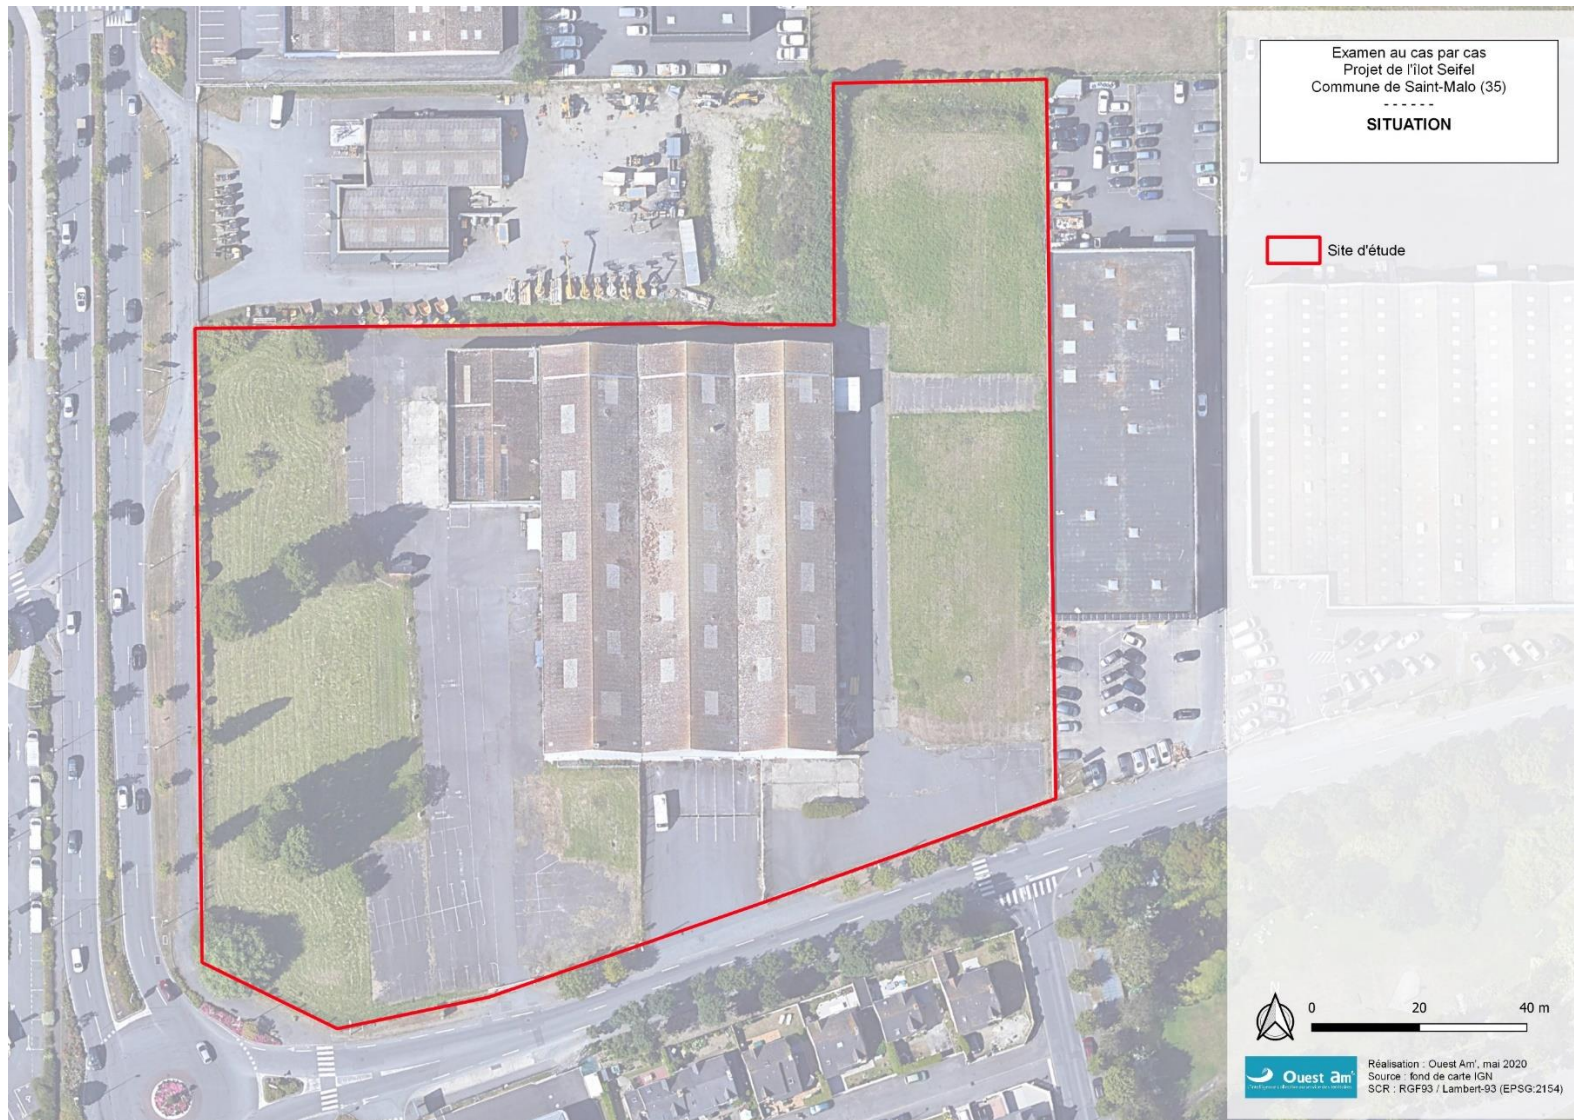 Examen au cas par cas
Projet de l'îlot Seifel
Commune de Saint-Malo (35)
- - - - - -
SITUATION
Site d'étude
0 20 40 m
Ouest am'
Réalisation : Ouest Am', mai 2020
Source : fond de carte IGN
SCR : RGF93 / Lambert-93 (EPSG:2154)